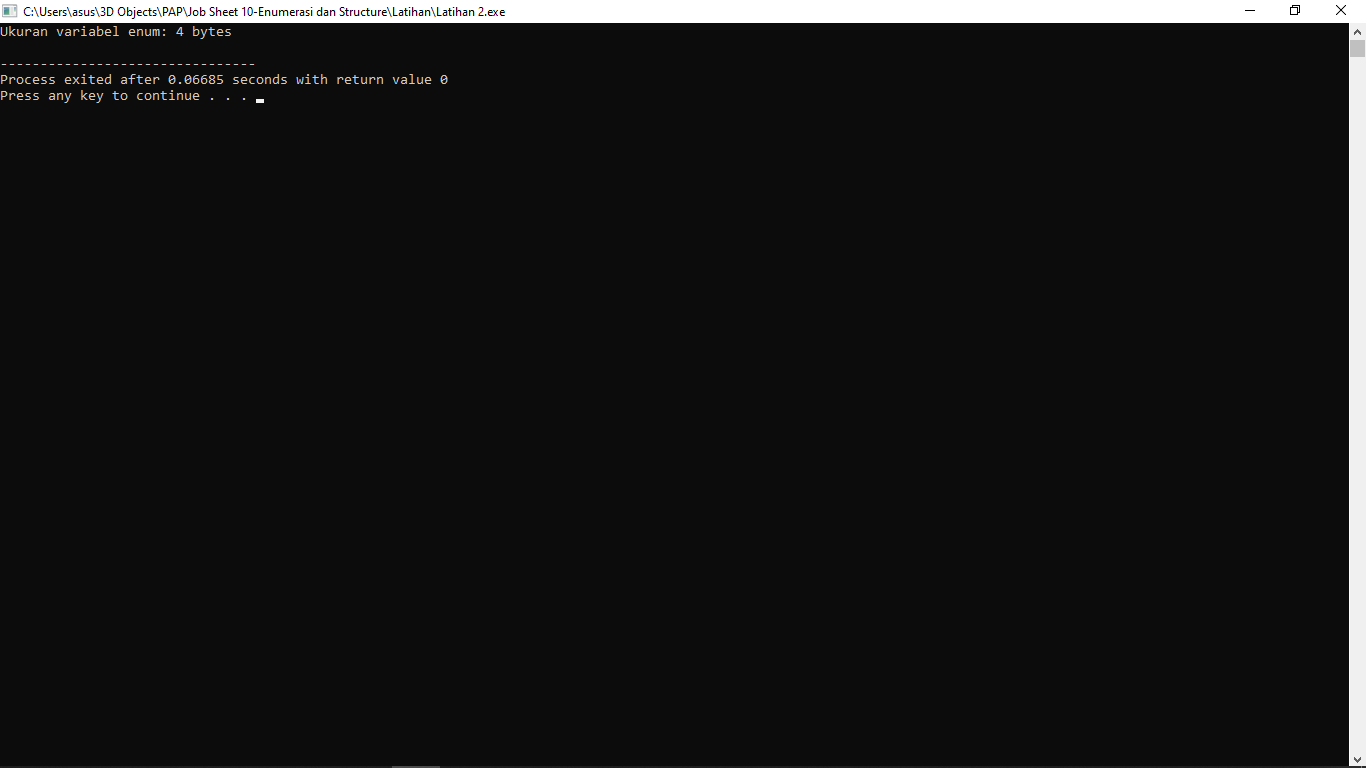 C:\Users\asus\3D Objects\PAP\Job Sheet 10-Enumerasi dan Structure\Latihan\Latihan 2.exe
Ukuran variabel enum: 4 bytes
--------------------------------
Process exited after 0.06685 seconds with return value 0
Press any key to continue . . .